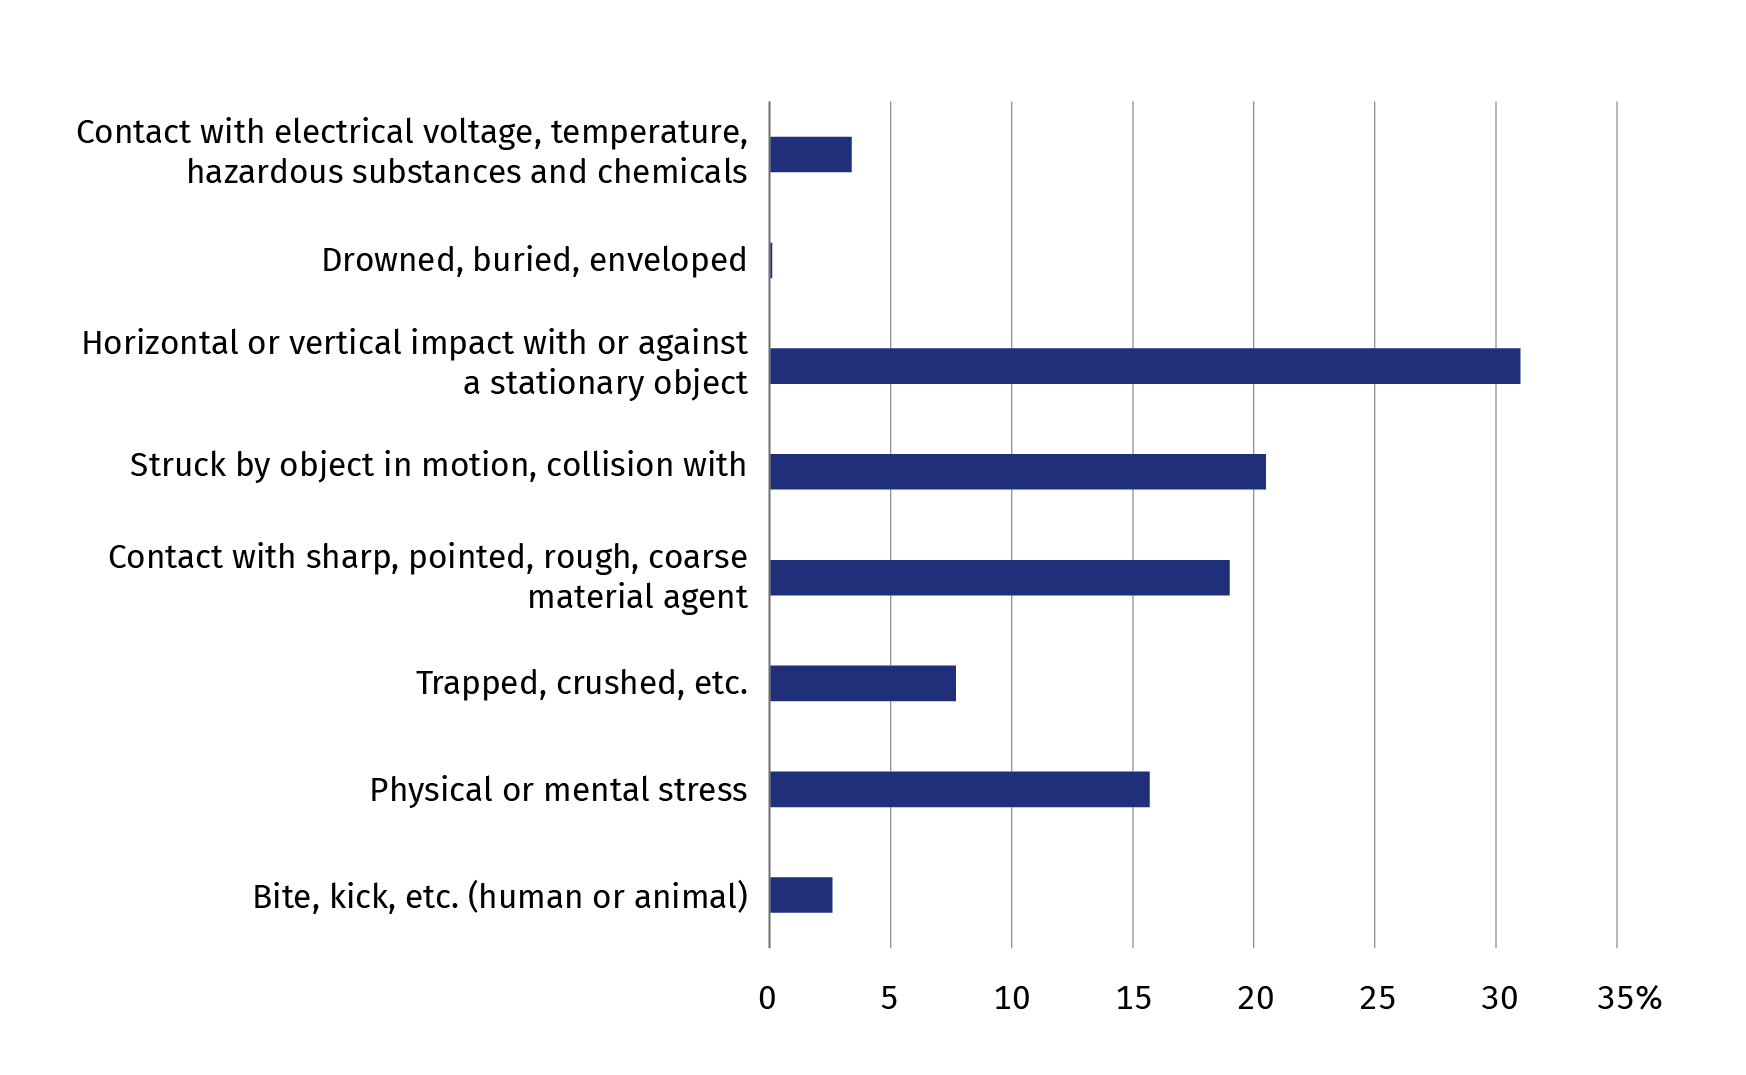 Contact with electrical voltage, temperature,
hazardous substances and chemicals
Drowned, buried, enveloped
Horizontal or vertical impact with or against
a stationary object
Struck by object in motion, collision with
Contact with sharp, pointed, rough, coarse
material agent
Trapped, crushed, etc.
Physical or mental stress
Bite, kick, etc. (human or animal)
0 5 10 15 20 25 30 35%